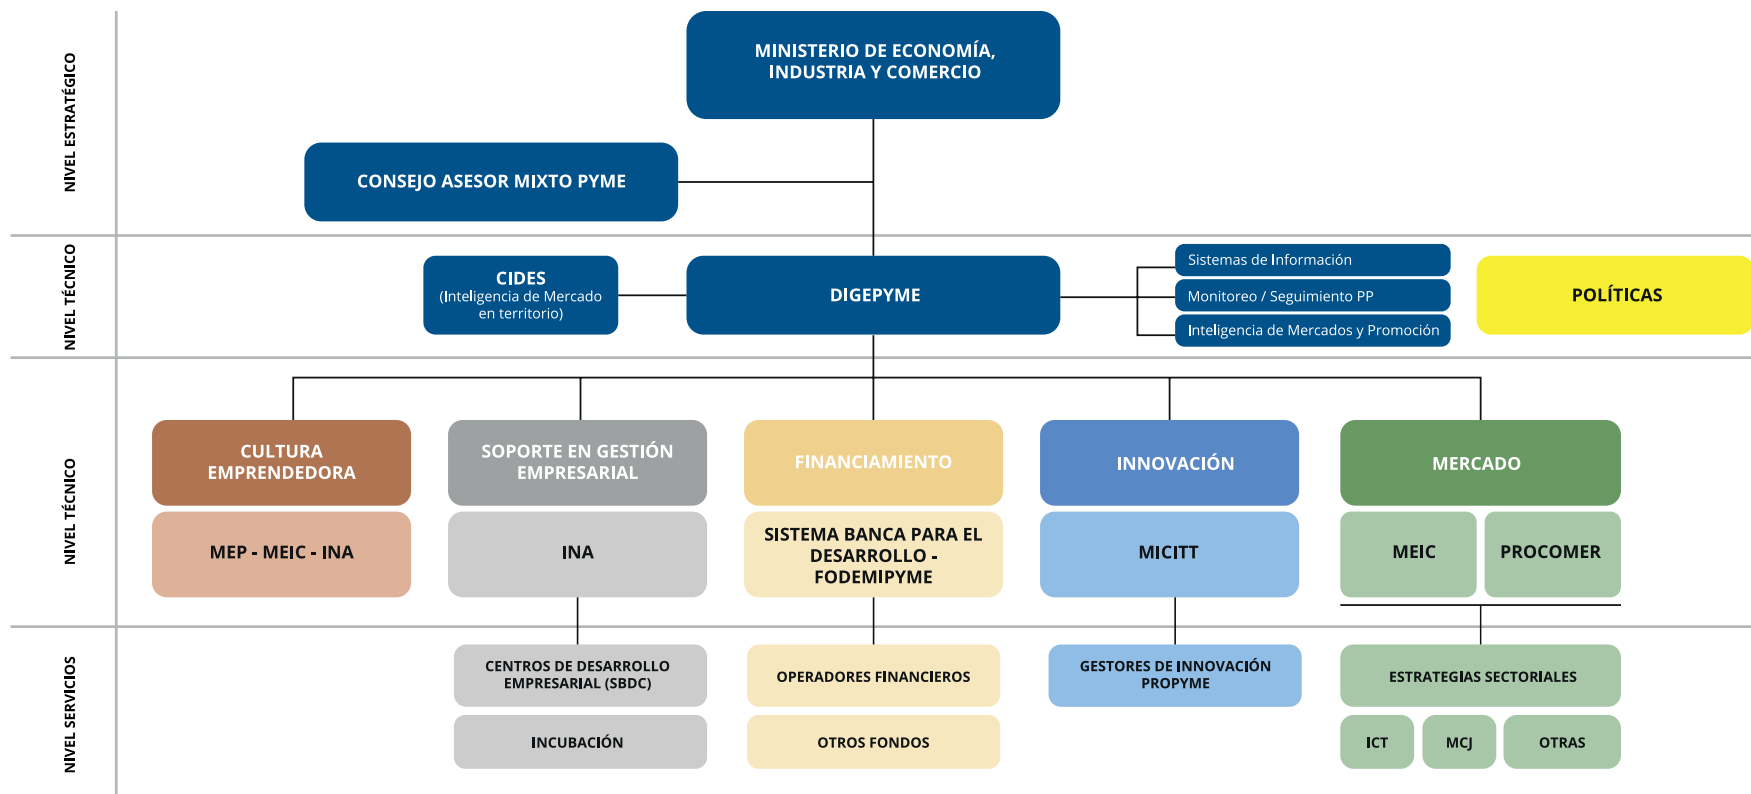 NIVEL ESTRATÉGICO
MINISTERIO DE ECONOMÍA,
INDUSTRIA Y COMERCIO
CONSEJO ASESOR MIXTO PYME
NIVEL TÉCNICO
CIDES
(Inteligencia de Mercado
en territorio)
DIGEPYME
Sistemas de Información
Monitoreo / Seguimiento PP
Inteligencia de Mercados y Promoción
POLÍTICAS
NIVEL TÉCNICO
CULTURA
EMPRENDEDORA
SOPORTE EN GESTIÓN
EMPRESARIAL
FINANCIAMIENTO
INNOVACIÓN
MERCADO
MEP - MEIC - INA
INA
SISTEMA BANCA PARA EL
DESARROLLO -
FODEMIPYME
MICITT
MEIC
PROCOMER
NIVEL SERVICIOS
CENTROS DE DESARROLLO
EMPRESARIAL (SBDC)
OPERADORES FINANCIEROS
GESTORES DE INNOVACIÓN
PROPYME
ESTRATEGIAS SECTORIALES
INCUBACIÓN
OTROS FONDOS
ICT
MCJ
OTRAS